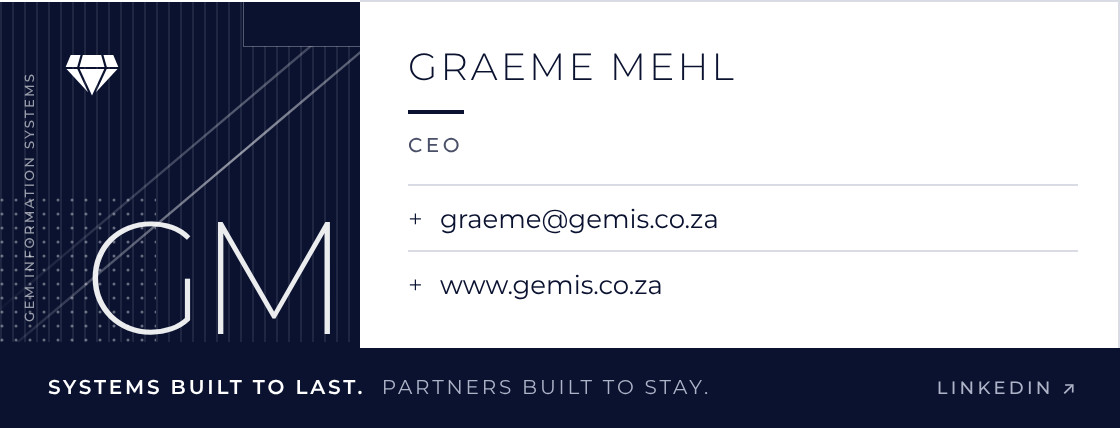 GEM INFORMATION SYSTEMS
GM
GRAEME MEHL
CEO
+ graeme@gemis.co.za
+ www.gemis.co.za
SYSTEMS BUILT TO LAST. PARTNERS BUILT TO STAY.
LINKEDIN ↗